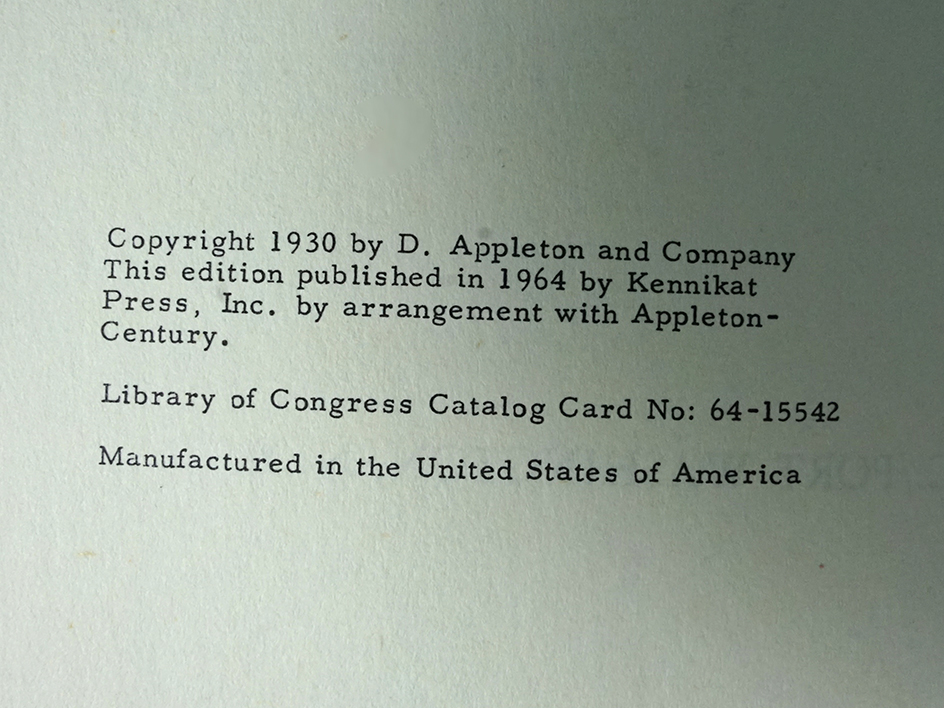 Copyright 1930 by D. Appleton and Company
This edition published in 1964 by Kennikat
Press, Inc. by arrangement with Appleton-
Century.
Library of Congress Catalog Card No: 64-15542
Manufactured in the United States of America